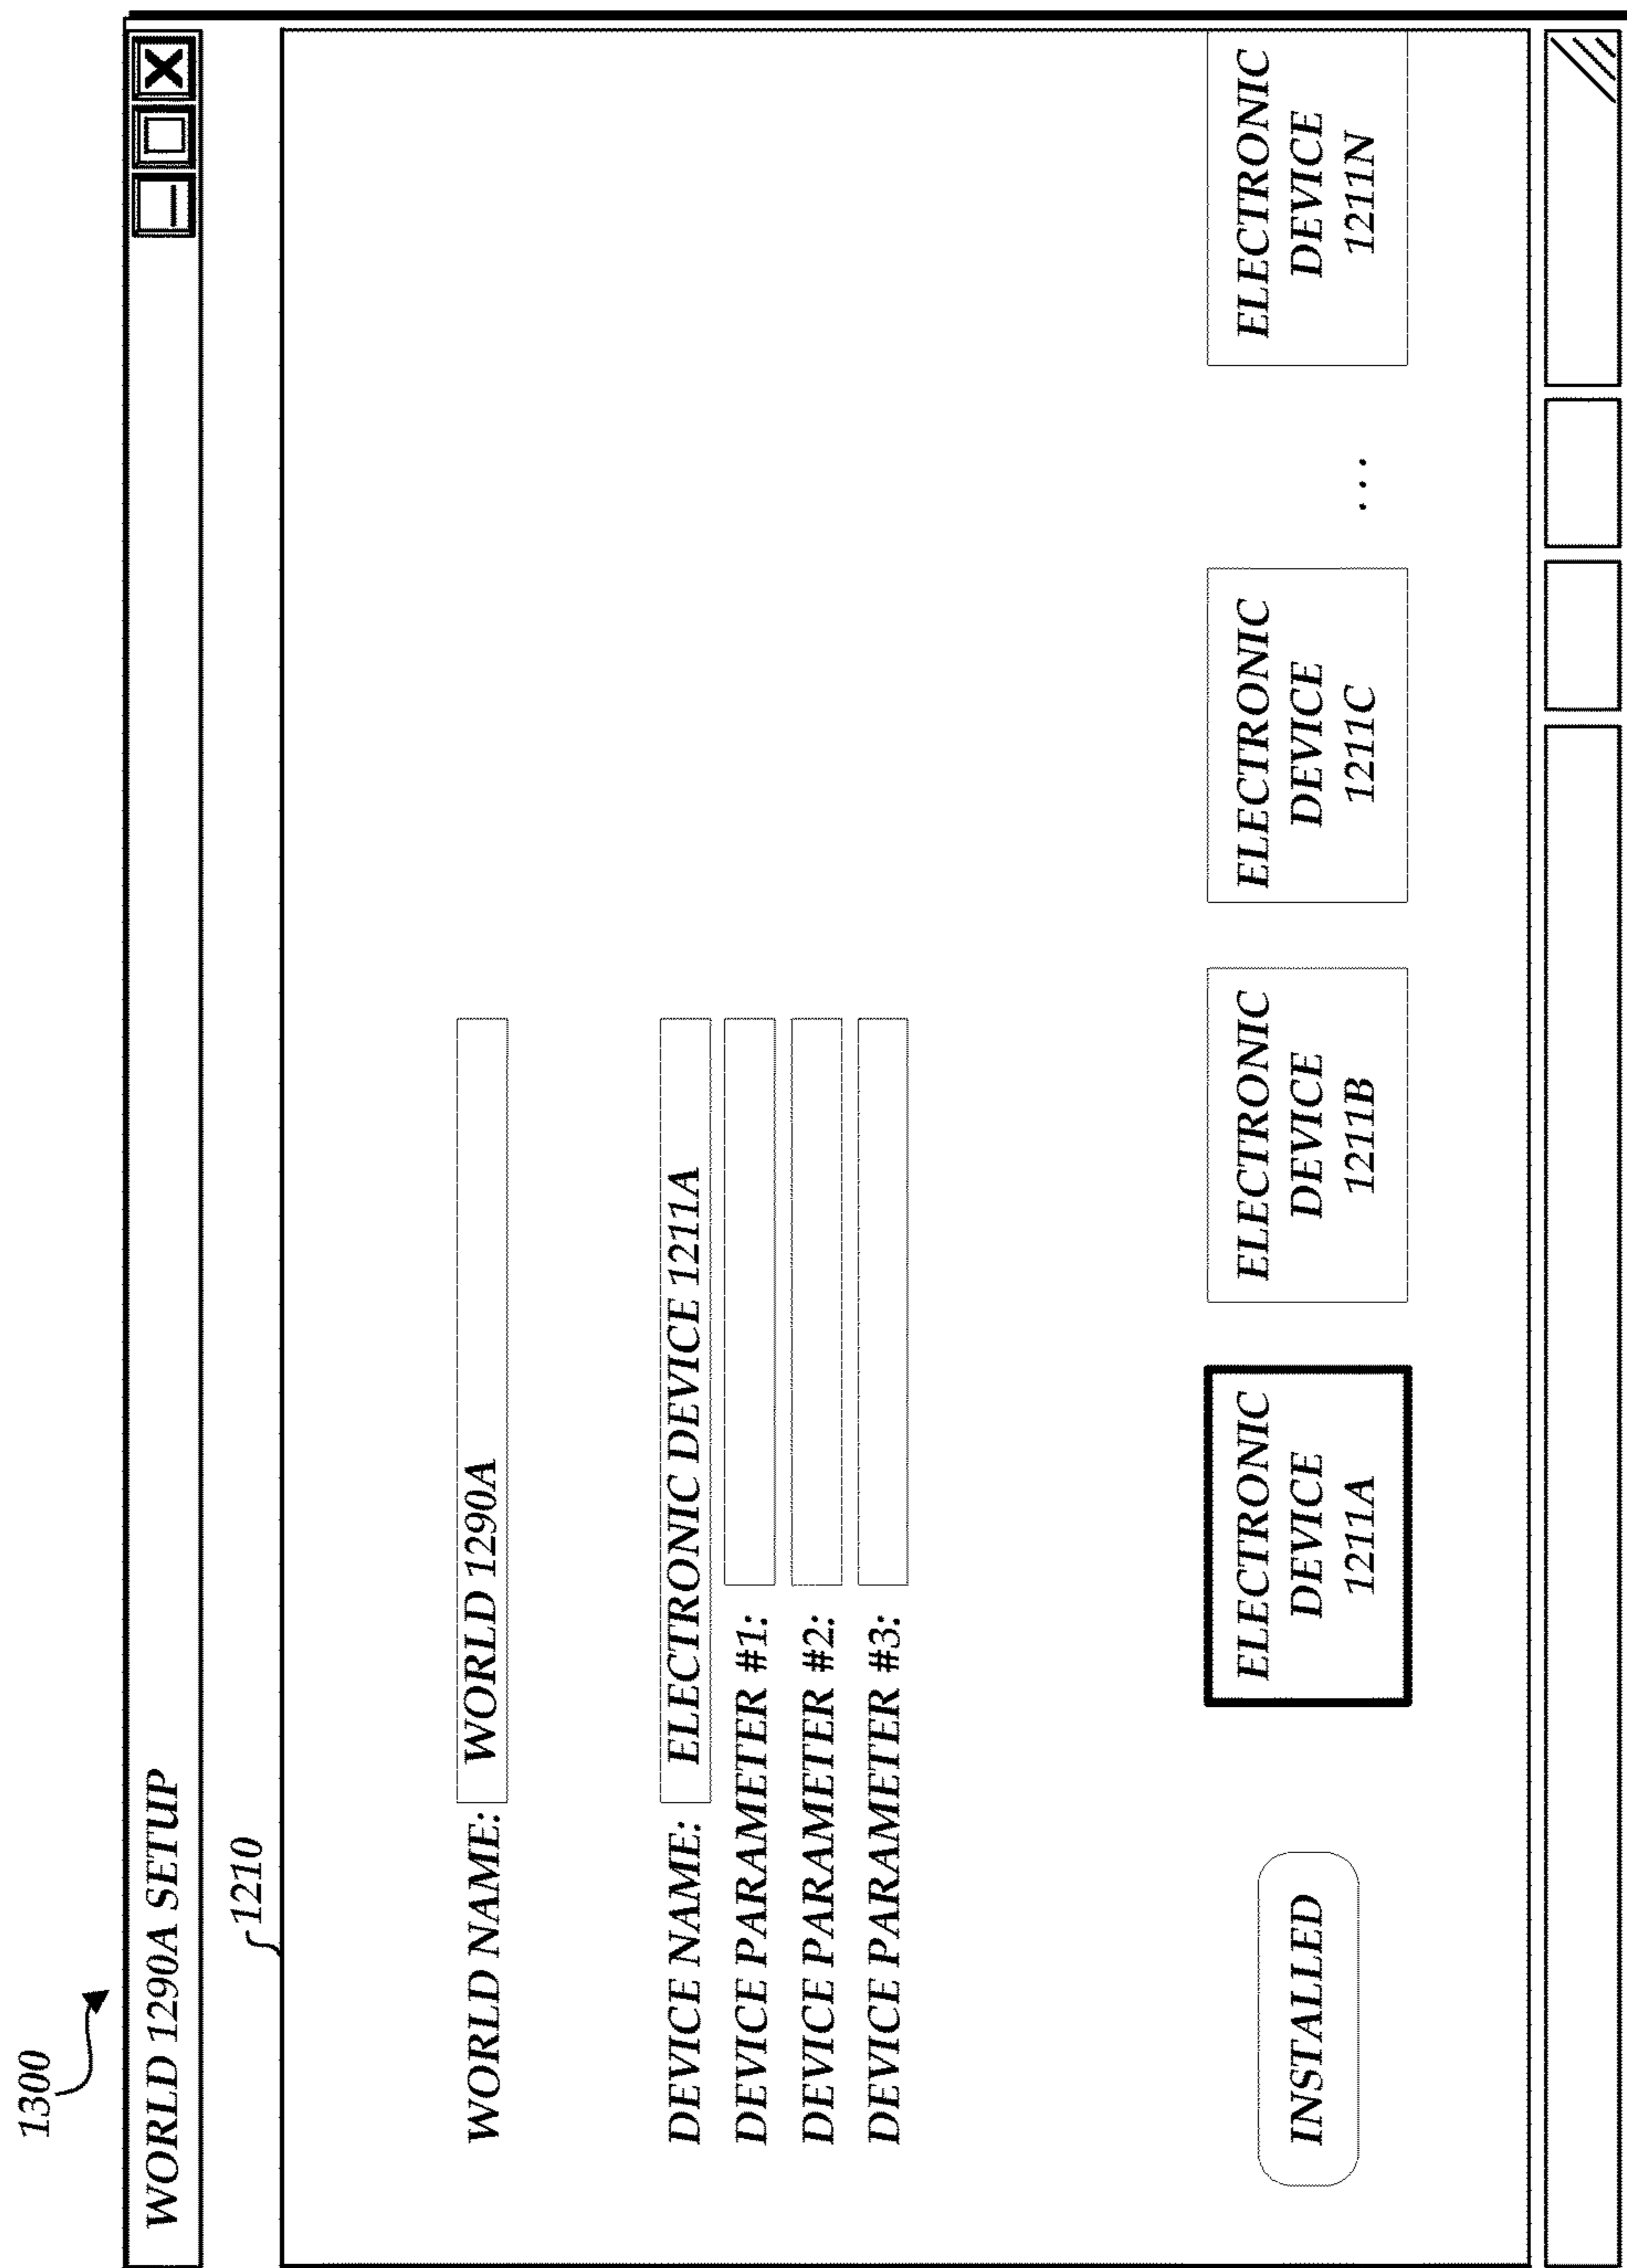 1300
WORLD 1290A SETUP
1210
WORLD NAME: WORLD 1290A
DEVICE NAME: ELECTRONIC DEVICE 1211A
DEVICE PARAMETER #1:
DEVICE PARAMETER #2:
DEVICE PARAMETER #3:
INSTALLED
ELECTRONIC
DEVICE
1211A
ELECTRONIC
DEVICE
1211B
ELECTRONIC
DEVICE
1211C
. . .
ELECTRONIC
DEVICE
1211N